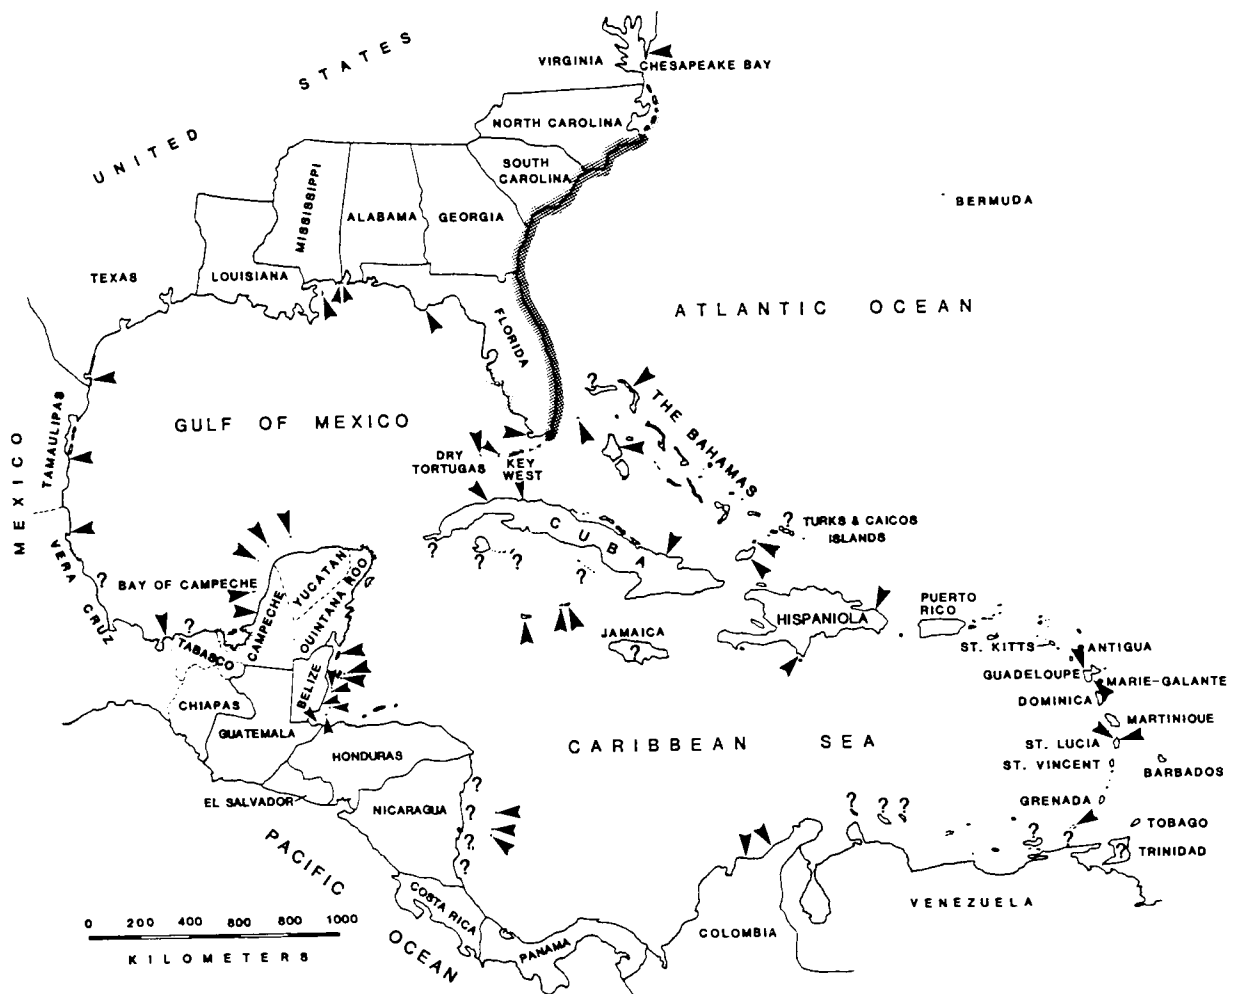 UNITED STATES
VIRGINIA
CHESAPEAKE BAY
NORTH CAROLINA
SOUTH
CAROLINA
MISSISSIPPI
ALABAMA
GEORGIA
BERMUDA
TEXAS
LOUISIANA
FLORIDA
ATLANTIC OCEAN
?
THE BAHAMAS
MEXICO
TAMAULIPAS
GULF OF MEXICO
DRY
TORTUGAS
KEY
WEST
CUBA
?
?
?
?
?
TURKS & CAICOS
ISLANDS
VERA
CRUZ
?
BAY OF CAMPECHE
?
TABASCO
CAMPECHE
YUCATAN
QUINTANA ROO
BELIZE
CHIAPAS
GUATEMALA
HONDURAS
EL SALVADOR
NICARAGUA
?
?
?
?
JAMAICA
?
HISPANIOLA
PUERTO
RICO
ST. KITTS
ANTIGUA
GUADELOUPE
MARIE-GALANTE
DOMINICA
MARTINIQUE
CARIBBEAN SEA
ST. LUCIA
ST. VINCENT
BARBADOS
GRENADA
? ? ?
? ?
TOBAGO
?
TRINIDAD
PACIFIC OCEAN
COSTA RICA
PANAMA
COLOMBIA
VENEZUELA
0 200 400 600 800 1000
KILOMETERS